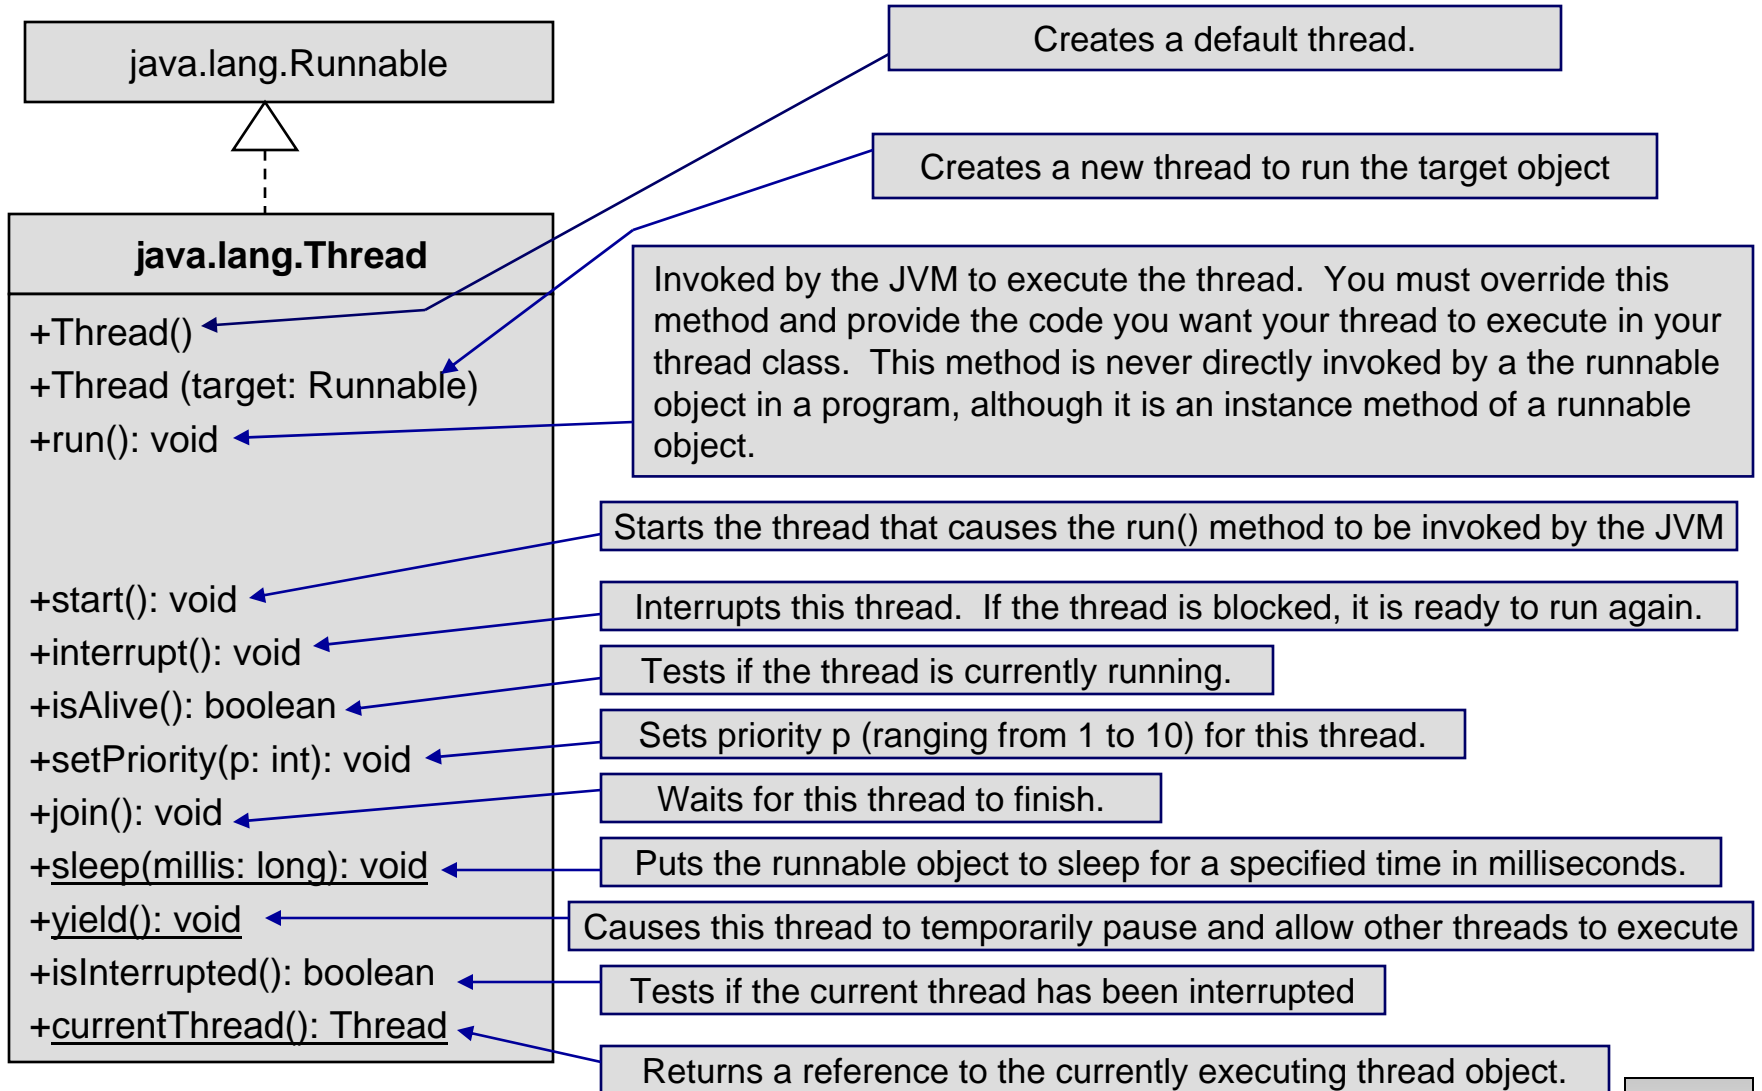 java.lang.Runnable
Creates a default thread.
Creates a new thread to run the target object
java.lang.Thread
+Thread()
+Thread (target: Runnable)
+run(): void
Invoked by the JVM to execute the thread.  You must override this
method and provide the code you want your thread to execute in your
thread class.  This method is never directly invoked by a the runnable
object in a program, although it is an instance method of a runnable
object.
Starts the thread that causes the run() method to be invoked by the JVM
+start(): void
Interrupts this thread.  If the thread is blocked, it is ready to run again.
+interrupt(): void
Tests if the thread is currently running.
+isAlive(): boolean
Sets priority p (ranging from 1 to 10) for this thread.
+setPriority(p: int): void
Waits for this thread to finish.
+join(): void
Puts the runnable object to sleep for a specified time in milliseconds.
+sleep(millis: long): void
Causes this thread to temporarily pause and allow other threads to execute
+yield(): void
+isInterrupted(): boolean
Tests if the current thread has been interrupted
+currentThread(): Thread
Returns a reference to the currently executing thread object.